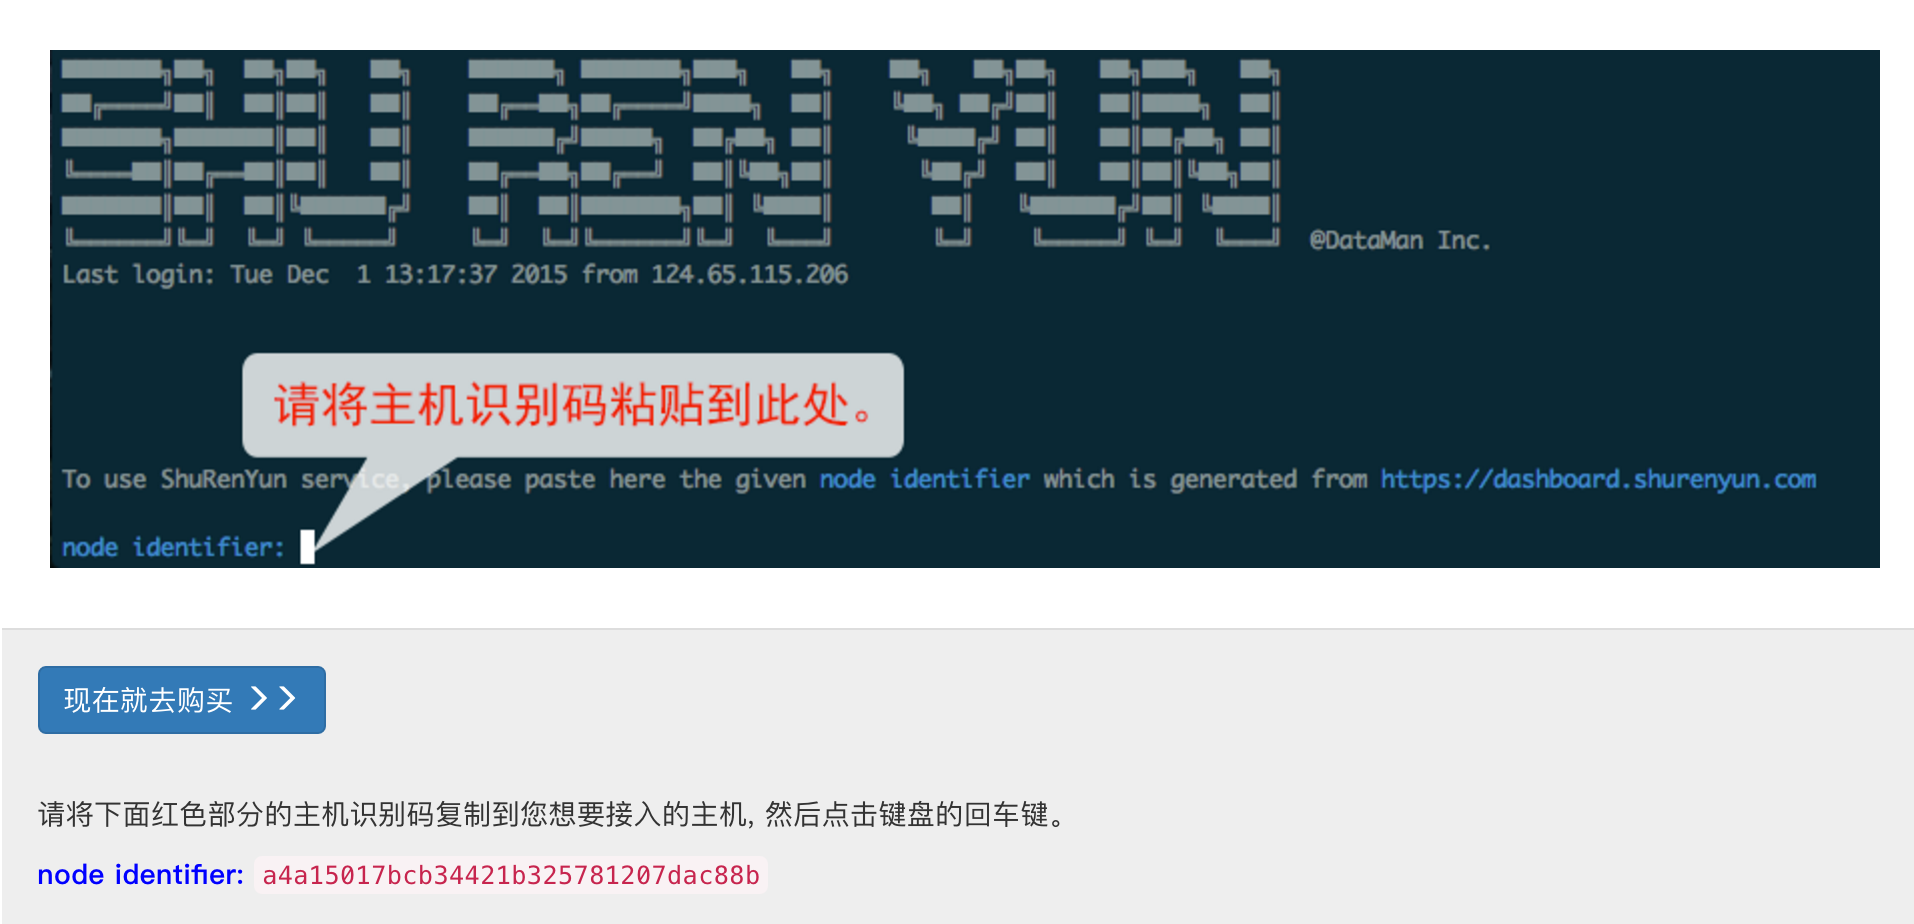 SHU REN YUN
@DataMan Inc.
Last login: Tue Dec  1 13:17:37 2015 from 124.65.115.206
请将主机识别码粘贴到此处。
To use ShuRenYun service, please paste here the given node identifier which is generated from https://dashboard.shurenyun.com
node identifier:
现在就去购买 >>
请将下面红色部分的主机识别码复制到您想要接入的主机, 然后点击键盘的回车键。
node identifier: a4a15017bcb34421b325781207dac88b